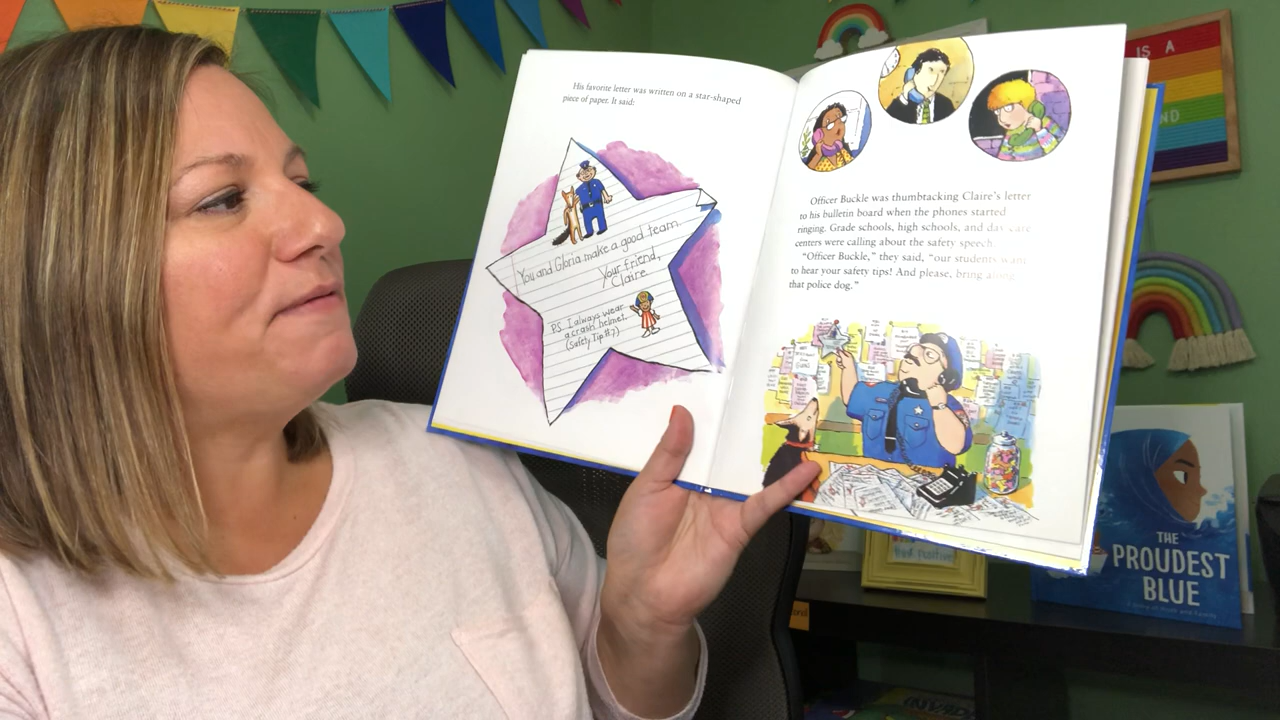 His favorite letter was written on a star-shaped
piece of paper. It said:
You and Gloria make a good team.
Your friend,
Claire
P.S. I always wear
a crash helmet.
(Safety Tip #7)
Officer Buckle was thumbtacking Claire's letter
to his bulletin board when the phones started
ringing. Grade schools, high schools, and day care
centers were calling about the safety speech.
"Officer Buckle," they said, "our students want
to hear your safety tips! And please, bring along
that police dog."
IS A
THE
PROUDEST
BLUE